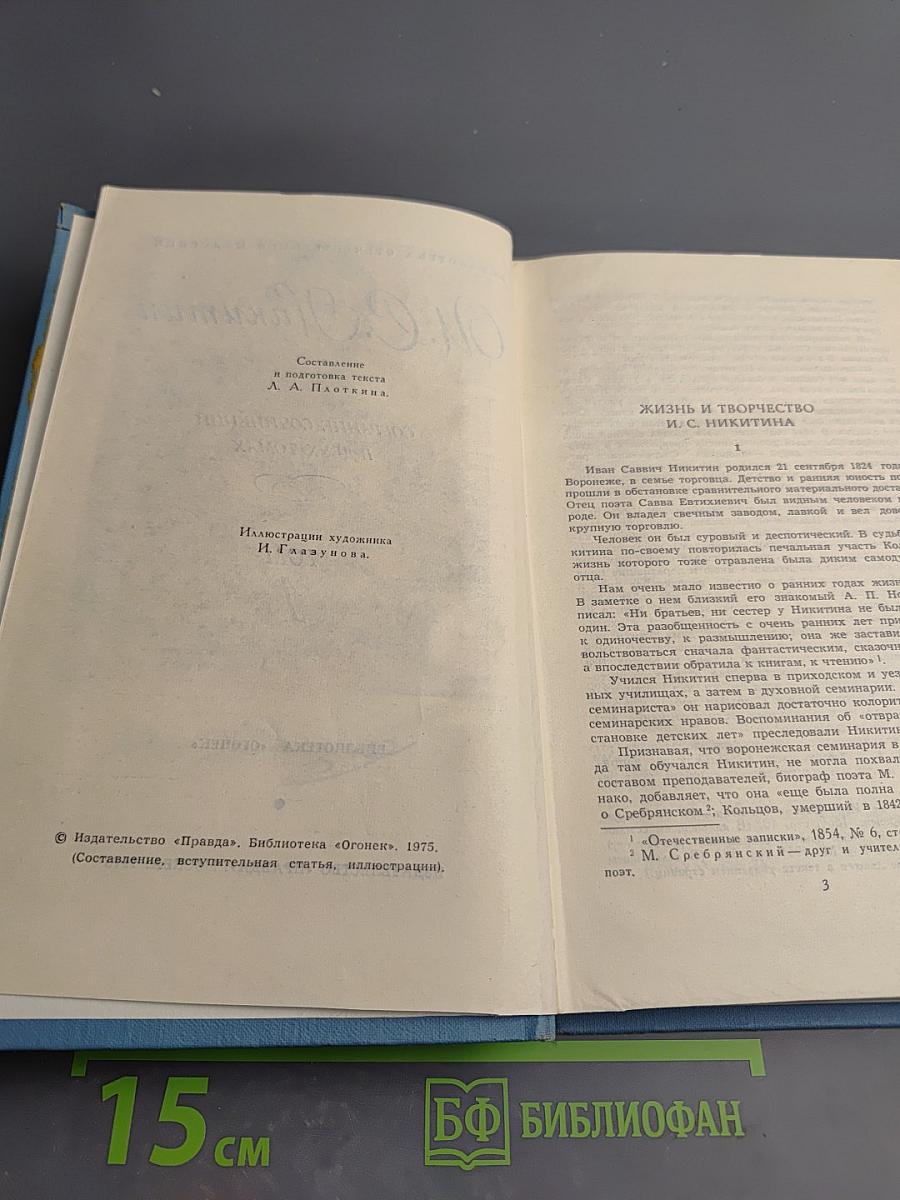 Составление
и подготовка текста
Л. А. Плоткина.
Иллюстрации художника
И. Глазунова.
© Издательство «Правда». Библиотека «Огонек». 1975.
(Составление, вступительная статья, иллюстрации).
ЖИЗНЬ И ТВОРЧЕСТВО
И. С. НИКИТИНА
1
Иван Саввич Никитин родился 21 сентября 1824 года
Воронеже, в семье торговца. Детство и ранняя юность
прошли в обстановке сравнительного материального
Отец поэта Савва Евтихиевич был видным человеком
роде. Он владел свечным заводом, лавкой и вел
крупную торговлю.
Человек он был суровый и деспотический. В
китина по-своему повторилась печальная участь
жизнь которого тоже отравлена была диким
отца.
Нам очень мало известно о ранних годах
В заметке о нем близкий его знакомый А. П.
писал: «Ни братьев, ни сестер у Никитина не
один. Эта разобщенность с очень ранних лет
к одиночеству, к размышлению; она же
вольствоваться сначала фантастическим,
а впоследствии обратила к книгам, к чтению» 1.
Учился Никитин сперва в приходском и
ных училищах, а затем в духовной семинарии.
семинариста» он нарисовал достаточно
семинарских нравов. Воспоминания об
становке детских лет» преследовали
Признавая, что воронежская семинария в
да там обучался Никитин, не могла
составом преподавателей, биограф поэта М.
нако, добавляет, что она «еще была полна
о Сребрянском 2; Кольцов, умерший в 1842
1 «Отечественные записки», 1854, № 6,
2 М. Сребрянский — друг и
поэт.
3
15 см
БФ БИБЛИОФАН